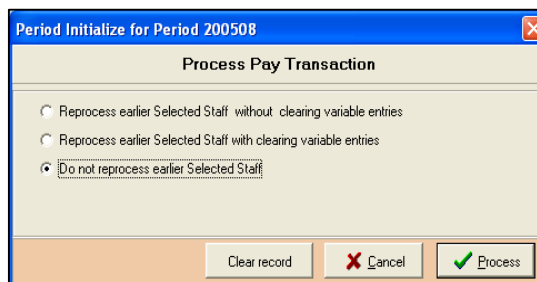 Period Initialize for Period 200508
Process Pay Transaction
Reprocess earlier Selected Staff without clearing variable entries
Reprocess earlier Selected Staff with clearing variable entries
Do not reprocess earlier Selected Staff
Clear record Cancel Process